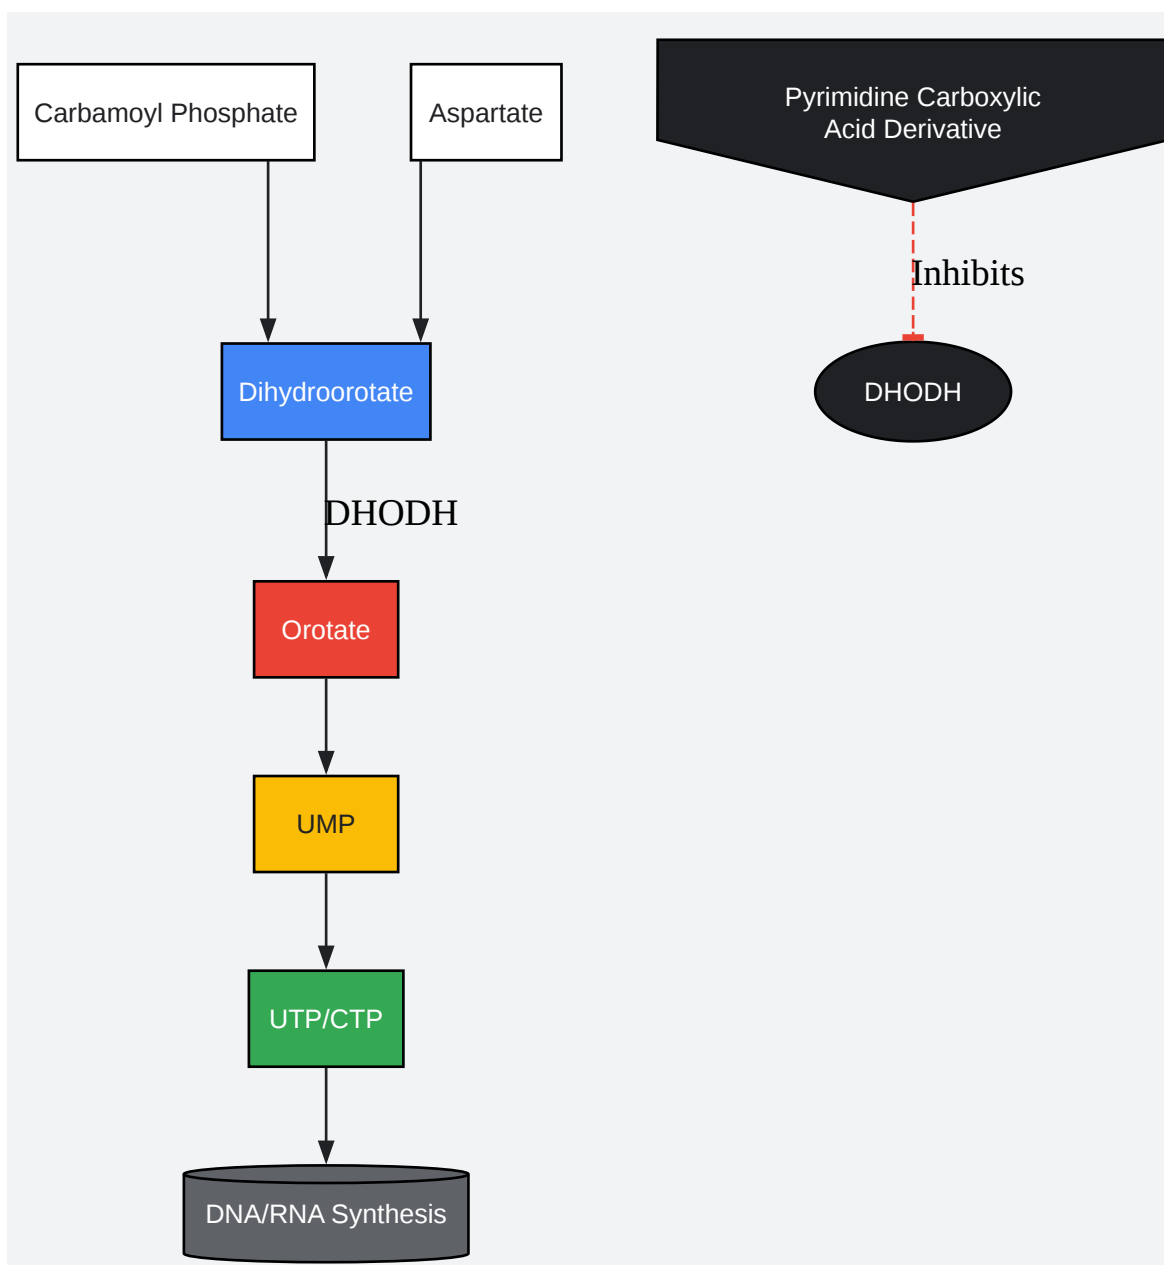 Carbamoyl Phosphate
Aspartate
Pyrimidine Carboxylic
Acid Derivative
Inhibits
Dihydroorotate
DHODH
DHODH
Orotate
UMP
UTP/CTP
DNA/RNA Synthesis